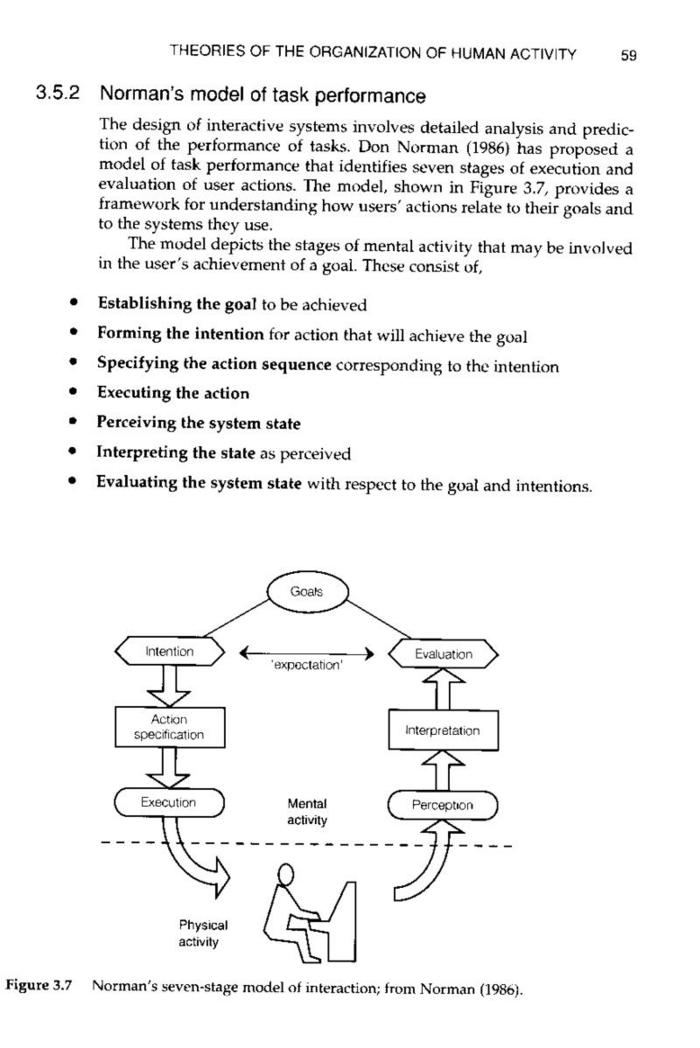 THEORIES OF THE ORGANIZATION OF HUMAN ACTIVITY 59
3.5.2 Norman's model of task performance
The design of interactive systems involves detailed analysis and predic-
tion of the performance of tasks. Don Norman (1986) has proposed a
model of task performance that identifies seven stages of execution and
evaluation of user actions. The model, shown in Figure 3.7, provides a
framework for understanding how users' actions relate to their goals and
to the systems they use.
The model depicts the stages of mental activity that may be involved
in the user's achievement of a goal. These consist of,
• Establishing the goal to be achieved
• Forming the intention for action that will achieve the goal
• Specifying the action sequence corresponding to the intention
• Executing the action
• Perceiving the system state
• Interpreting the state as perceived
• Evaluating the system state with respect to the goal and intentions.
Goals
Intention
'expectation'
Evaluation
Action
specification
Interpretation
Execution
Mental
activity
Perception
Physical
activity
Figure 3.7 Norman's seven-stage model of interaction; from Norman (1986).